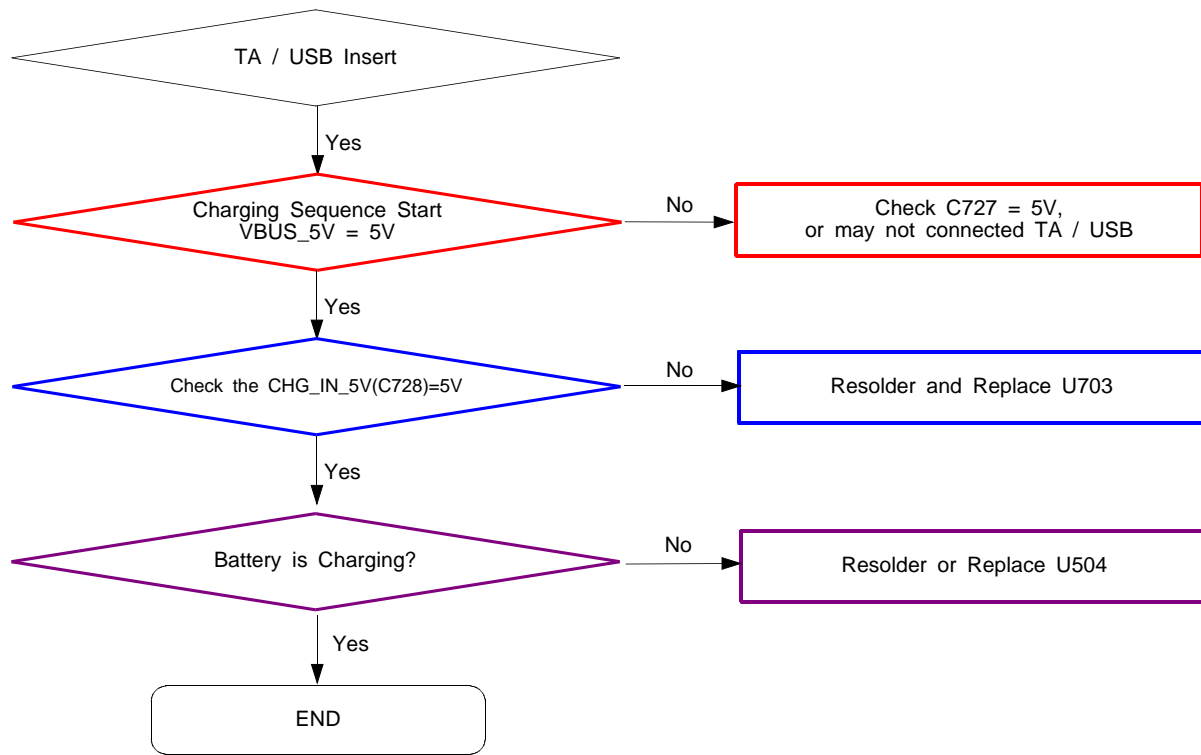 TA / USB Insert
Yes
Charging Sequence Start
VBUS_5V = 5V
No
Check C727 = 5V,
or may not connected TA / USB
Yes
Check the CHG_IN_5V(C728)=5V
No
Resolder and Replace U703
Yes
Battery is Charging?
No
Resolder or Replace U504
Yes
END